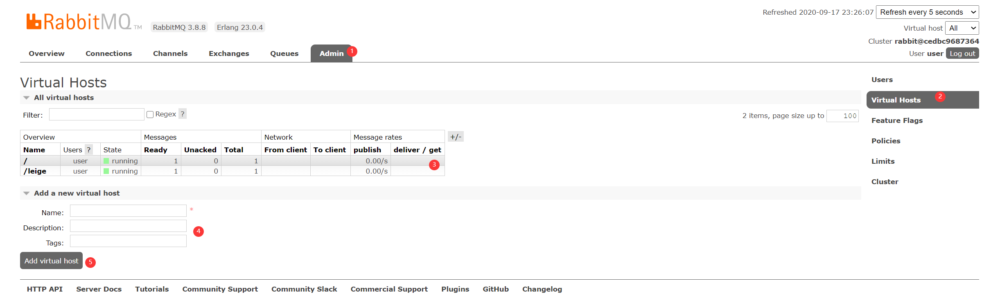 Refreshed 2020-09-17 23:26:07 Refresh every 5 seconds
RabbitMQ TM RabbitMQ 3.8.8 Erlang 23.0.4
Virtual host All
Cluster rabbit@cedbc9687364
User user Log out
Overview Connections Channels Exchanges Queues Admin 1
Virtual Hosts
All virtual hosts
Filter: Regex ?
2 items, page size up to 100
Overview Messages Network Message rates +/-
Name Users ? State Ready Unacked Total From client To client publish deliver / get
/ user running 1 0 1 0.00/s
3
/leige user running 1 0 1 0.00/s
Add a new virtual host
Name: *
Description:
4
Tags:
Add virtual host 5
Users
Virtual Hosts 2
Feature Flags
Policies
Limits
Cluster
HTTP API Server Docs Tutorials Community Support Community Slack Commercial Support Plugins GitHub Changelog